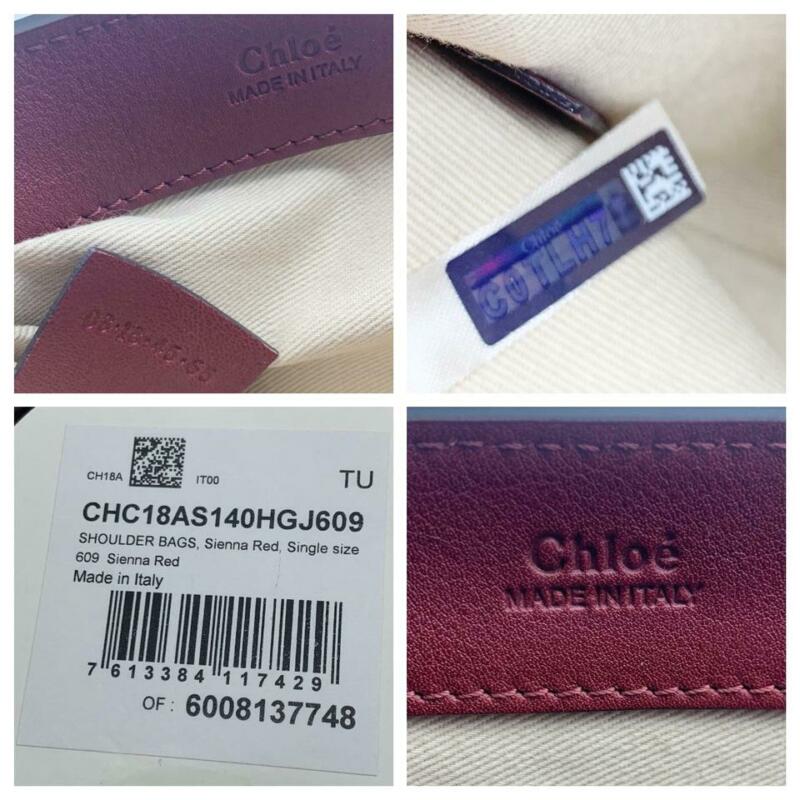 Chloé
MADE IN ITALY
Chloé
CH18A
IT00
TU
CHC18AS140HGJ609
SHOULDER BAGS, Sienna Red, Single size
609 Sienna Red
Made in Italy
7 613384 117429
OF : 6008137748
Chloé
MADE IN ITALY